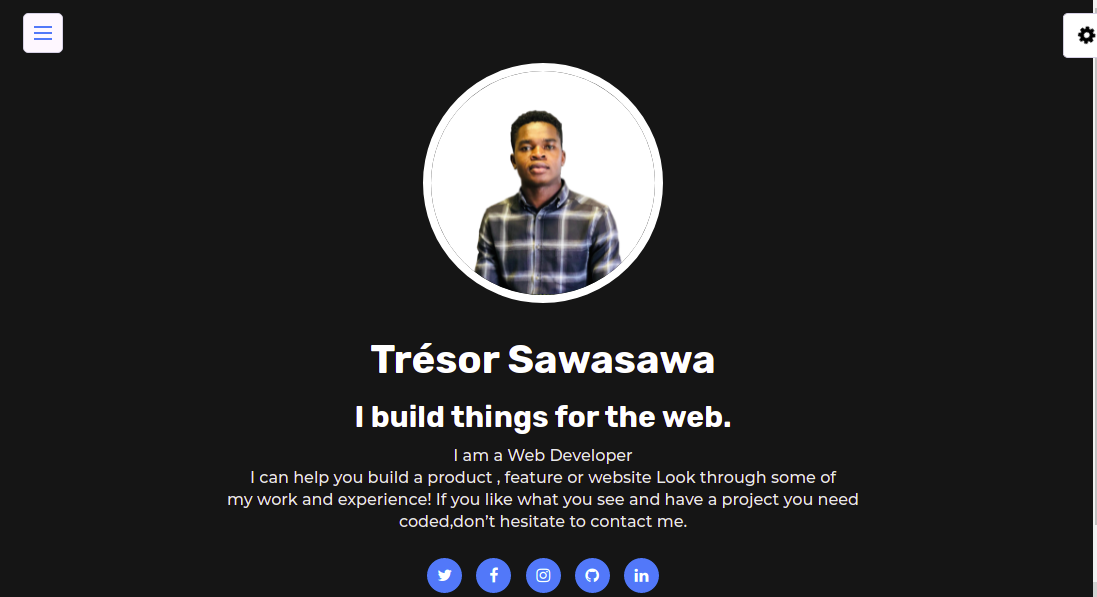 Trésor Sawasawa
I build things for the web.
I am a Web Developer
I can help you build a product , feature or website Look through some of
my work and experience! If you like what you see and have a project you need
coded,don’t hesitate to contact me.